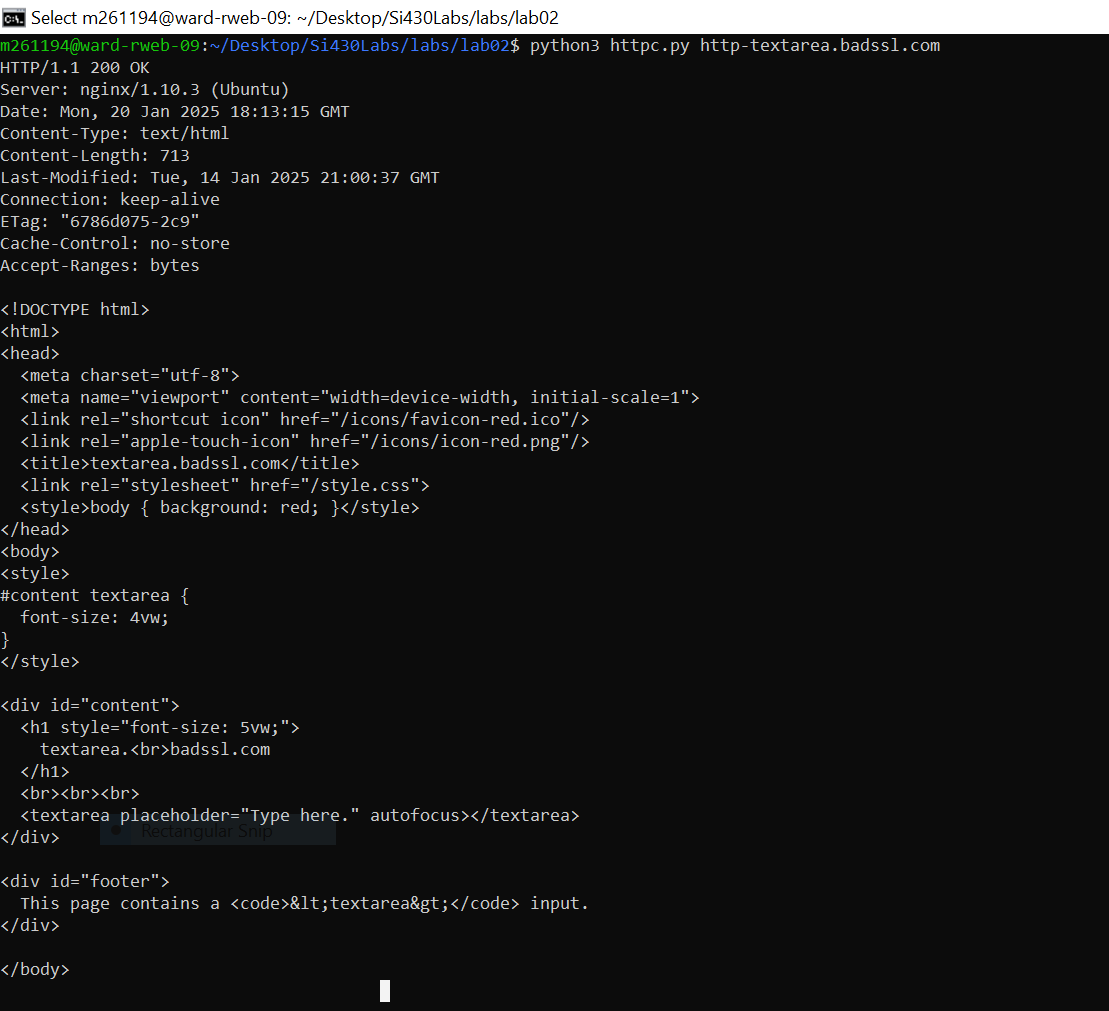 Select m261194@ward-rweb-09: ~/Desktop/Si430Labs/labs/lab02
m261194@ward-rweb-09:~/Desktop/Si430Labs/labs/lab02$ python3 httpc.py http-textarea.badssl.com
HTTP/1.1 200 OK
Server: nginx/1.10.3 (Ubuntu)
Date: Mon, 20 Jan 2025 18:13:15 GMT
Content-Type: text/html
Content-Length: 713
Last-Modified: Tue, 14 Jan 2025 21:00:37 GMT
Connection: keep-alive
ETag: "6786d075-2c9"
Cache-Control: no-store
Accept-Ranges: bytes

<!DOCTYPE html>
<html>
<head>
  <meta charset="utf-8">
  <meta name="viewport" content="width=device-width, initial-scale=1">
  <link rel="shortcut icon" href="/icons/favicon-red.ico"/>
  <link rel="apple-touch-icon" href="/icons/icon-red.png"/>
  <title>textarea.badssl.com</title>
  <link rel="stylesheet" href="/style.css">
  <style>body { background: red; }</style>
</head>
<body>
<style>
#content textarea {
  font-size: 4vw;
}
</style>

<div id="content">
  <h1 style="font-size: 5vw;">
    textarea.<br>badssl.com
  </h1>
  <br><br><br>
  <textarea placeholder="Type here." autofocus></textarea>
Rectangular Snip
</div>

<div id="footer">
  This page contains a <code>&lt;textarea&gt;</code> input.
</div>

</body>